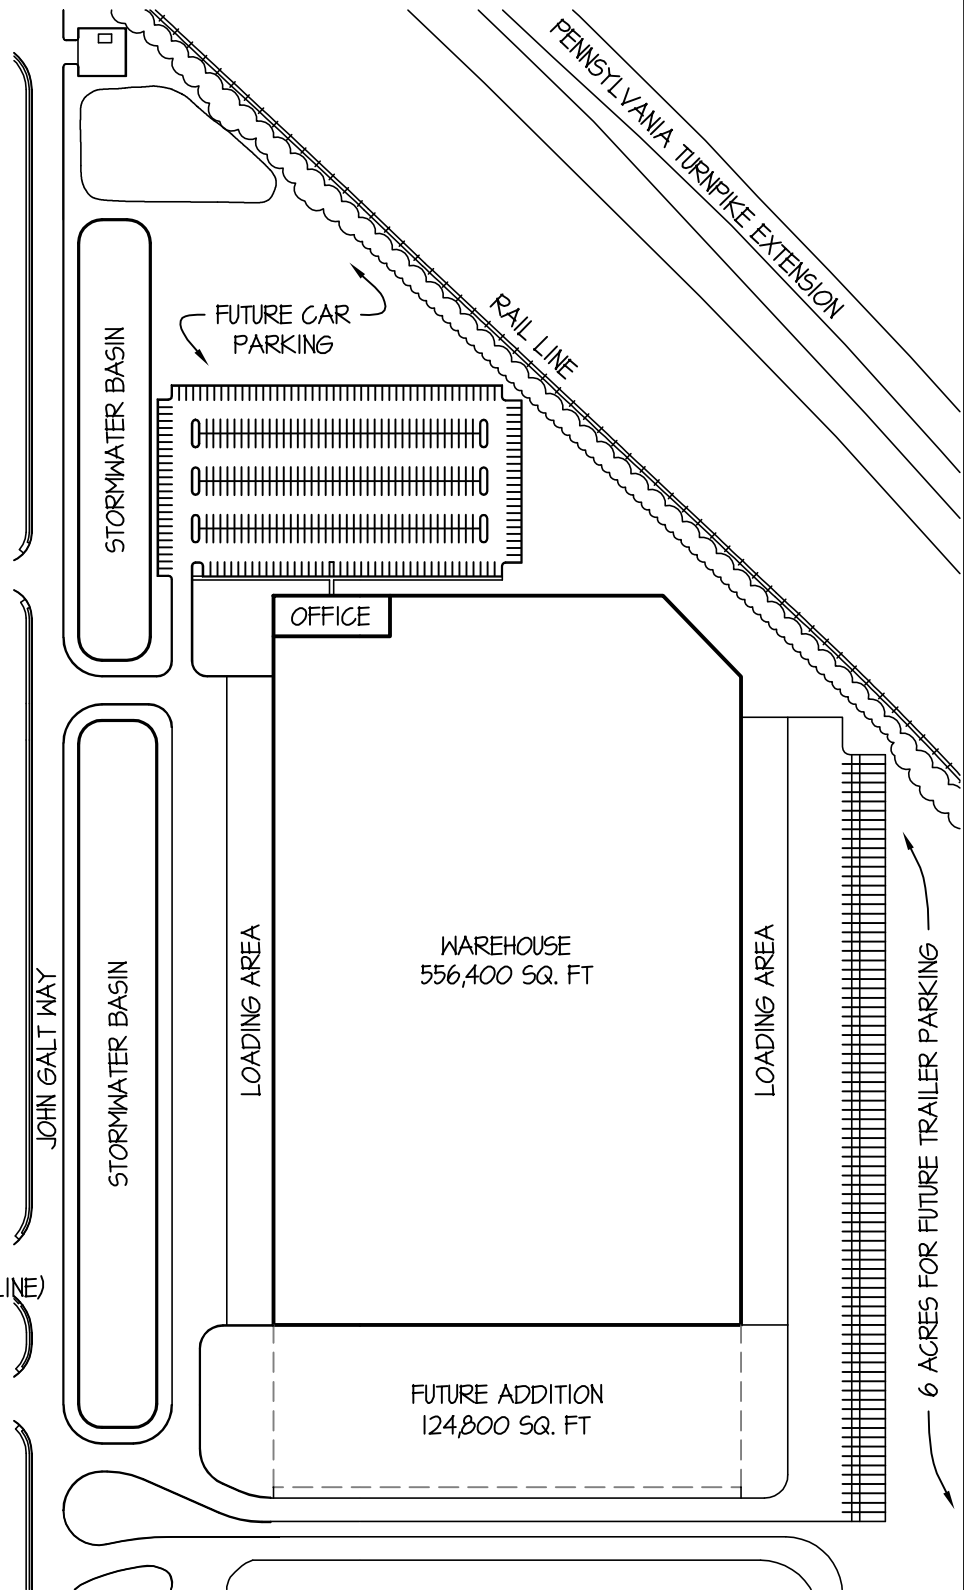 PENNSYLVANIA TURNPIKE EXTENSION
RAIL LINE
FUTURE CAR
PARKING
STORMWATER BASIN
OFFICE
WAREHOUSE
556,400 SQ. FT
LOADING AREA
LOADING AREA
JOHN GALT WAY
STORMWATER BASIN
6 ACRES FOR FUTURE TRAILER PARKING
LINE)
FUTURE ADDITION
124,800 SQ. FT